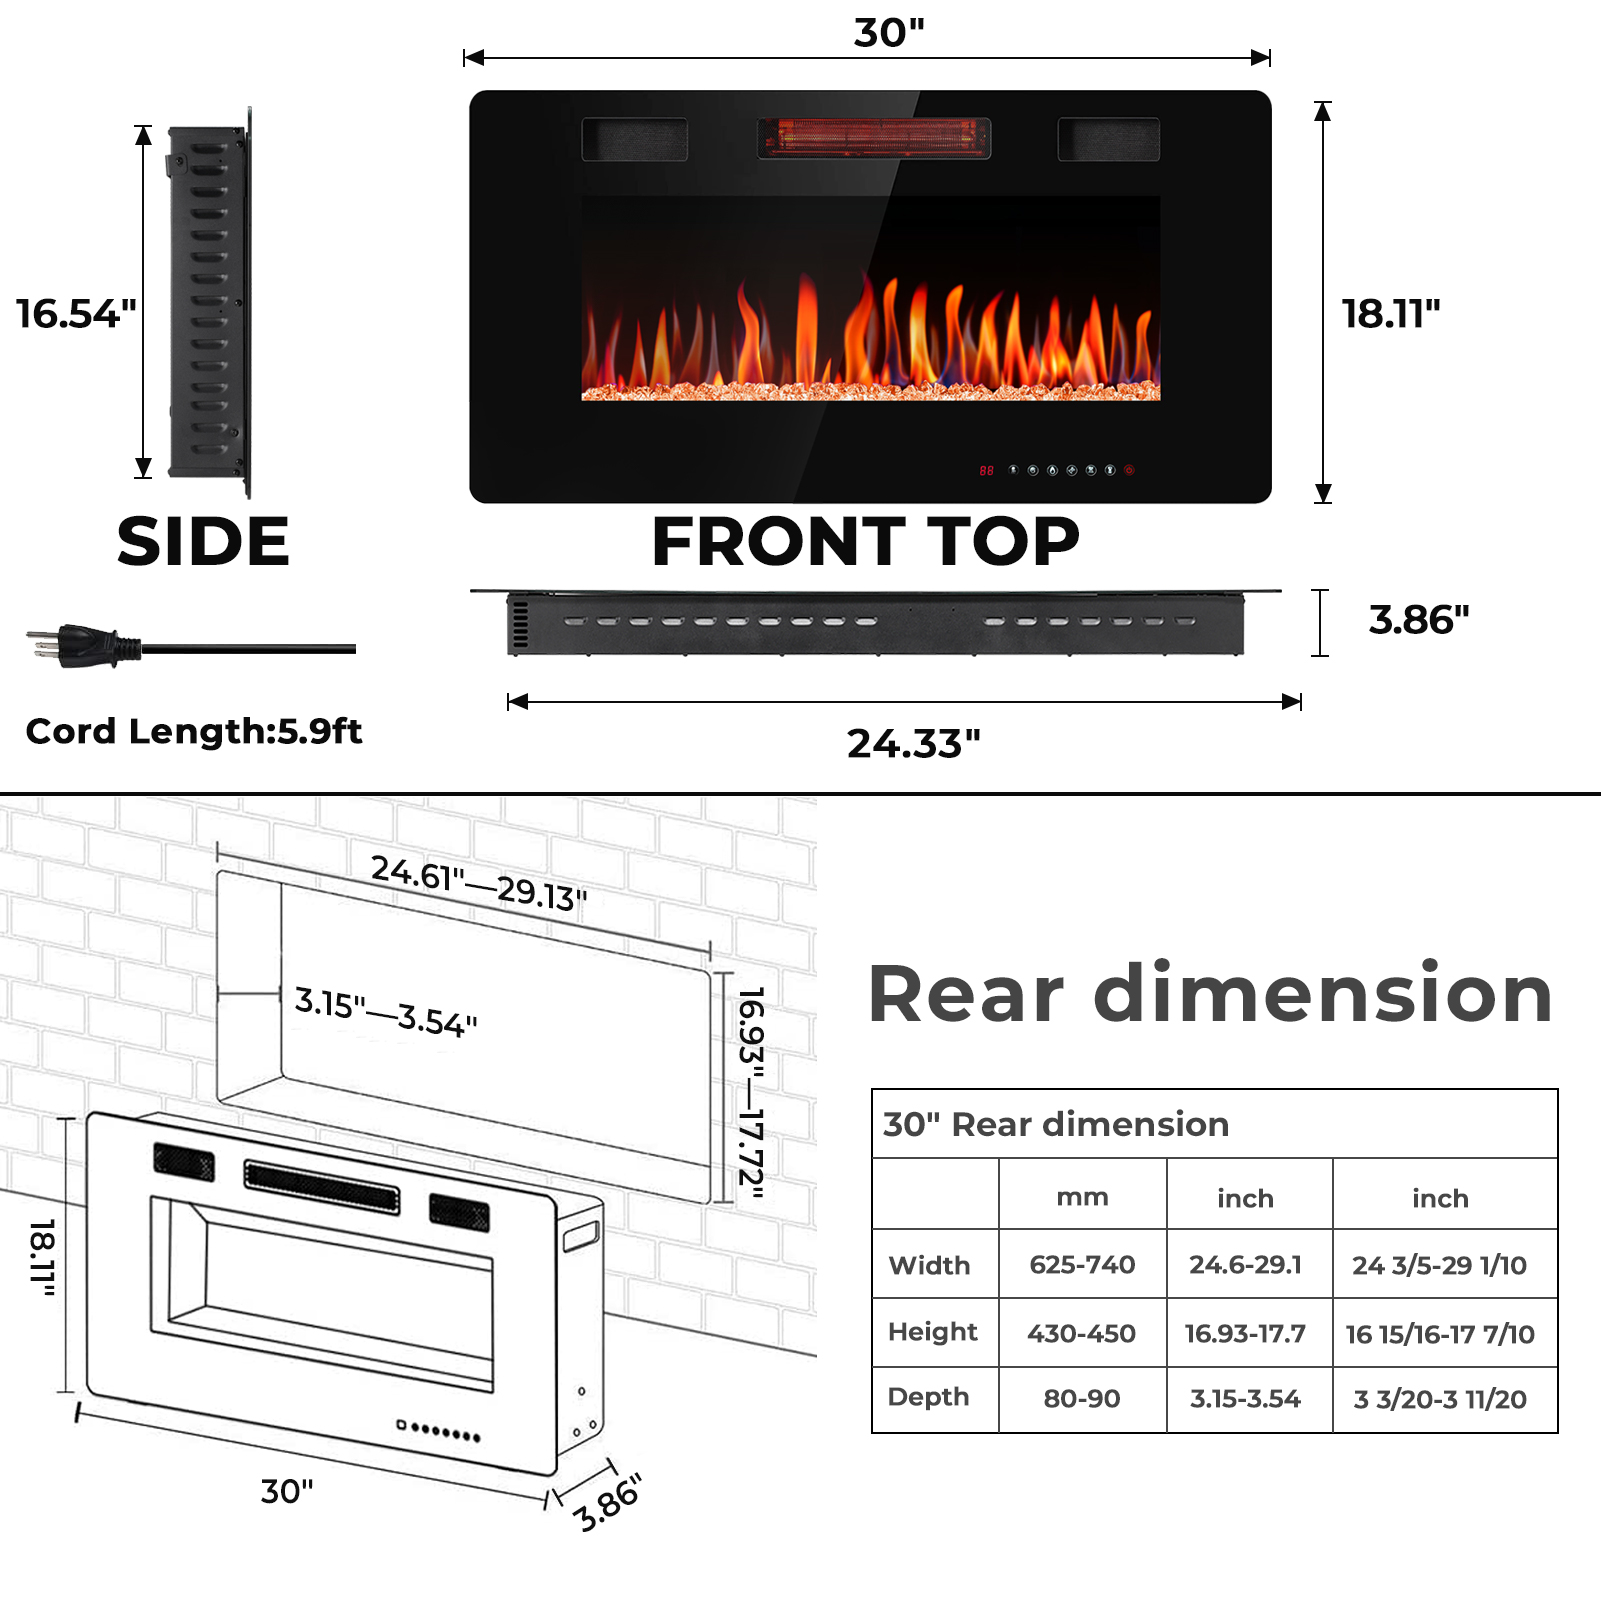 30"
16.54"
18.11"
SIDE
FRONT TOP
3.86"
Cord Length:5.9ft
24.33"
88
24.61"—29.13"
3.15"—3.54"
16.93"—17.72"
18.11"
30"
3.86"
Rear dimension
30" Rear dimension
mm inch inch
Width 625-740 24.6-29.1 24 3/5-29 1/10
Height 430-450 16.93-17.7 16 15/16-17 7/10
Depth 80-90 3.15-3.54 3 3/20-3 11/20